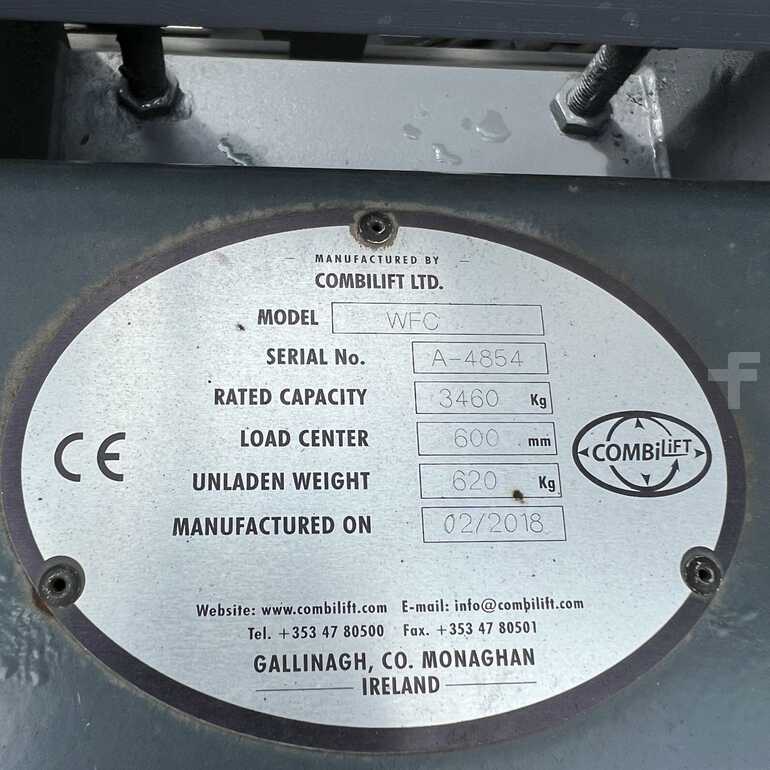 MANUFACTURED BY
COMBILIFT LTD.
MODEL WFC
SERIAL No. A-4854
RATED CAPACITY 3460 Kg
LOAD CENTER 600 mm
UNLADEN WEIGHT 620 Kg
MANUFACTURED ON 02/2018
CE
COMBiLiFT
Website: www.combilift.com E-mail: info@combilift.com
Tel. +353 47 80500 Fax. +353 47 80501
GALLINAGH, CO. MONAGHAN
IRELAND
f